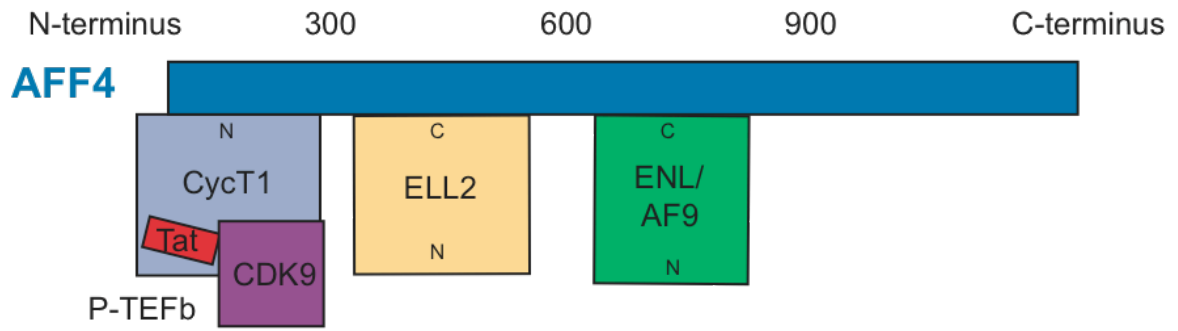 N-terminus 300 600 900 C-terminus
AFF4
N C C
CycT1 ELL2 ENL/
AF9
Tat
N N
CDK9
P-TEFb